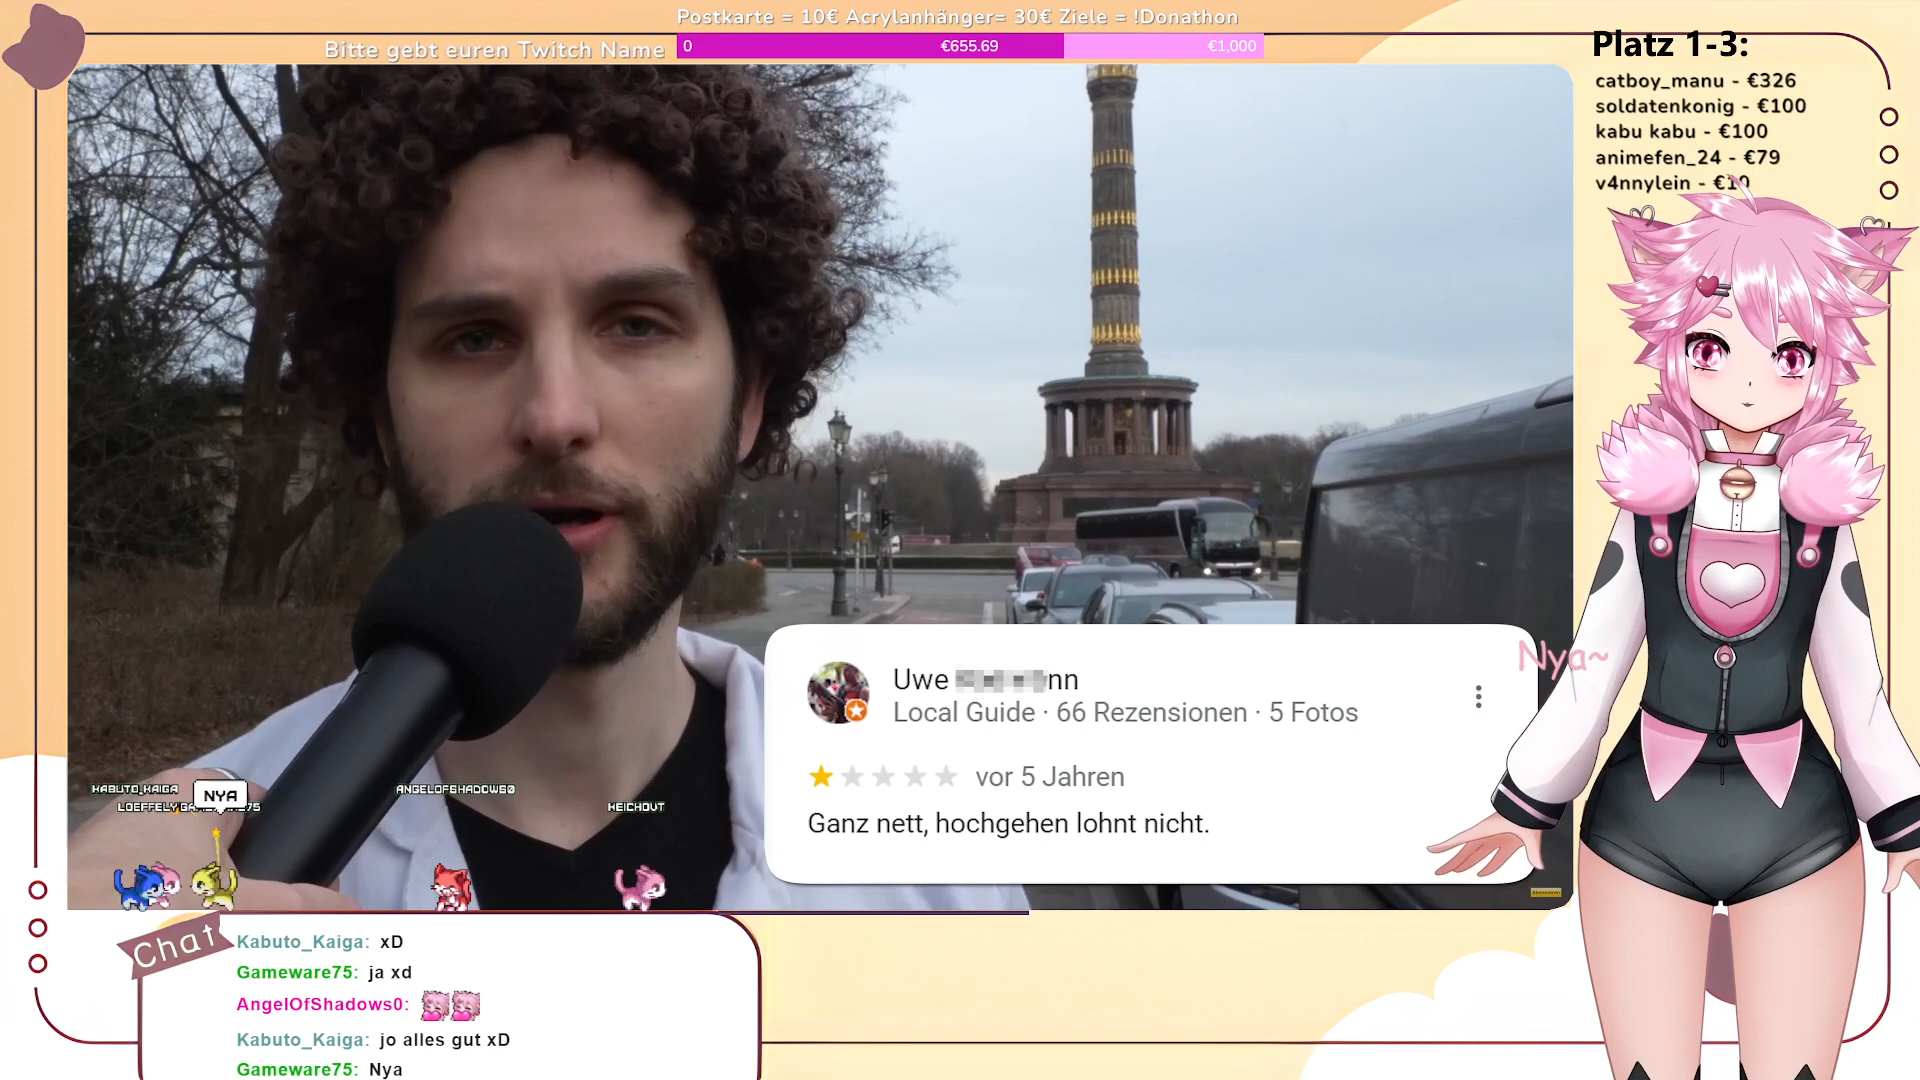 Postkarte = 10€ Acrylanhänger= 30€ Ziele = !Donathon
Bitte gebt euren Twitch Name
0 €655.69 €1,000
Platz 1-3:
catboy_manu - €326
soldatenkonig - €100
kabu kabu - €100
animefen_24 - €79
v4nnylein - €10
Uwe nn
Local Guide · 66 Rezensionen · 5 Fotos
vor 5 Jahren
Ganz nett, hochgehen lohnt nicht.
Nya~
KABUTO_KAIGA
NYA
ANGELOFSHADOWS0
Chat
Kabuto_Kaiga: xD
Gameware75: ja xd
AngelOfShadows0:
Kabuto_Kaiga: jo alles gut xD
Gameware75: Nya